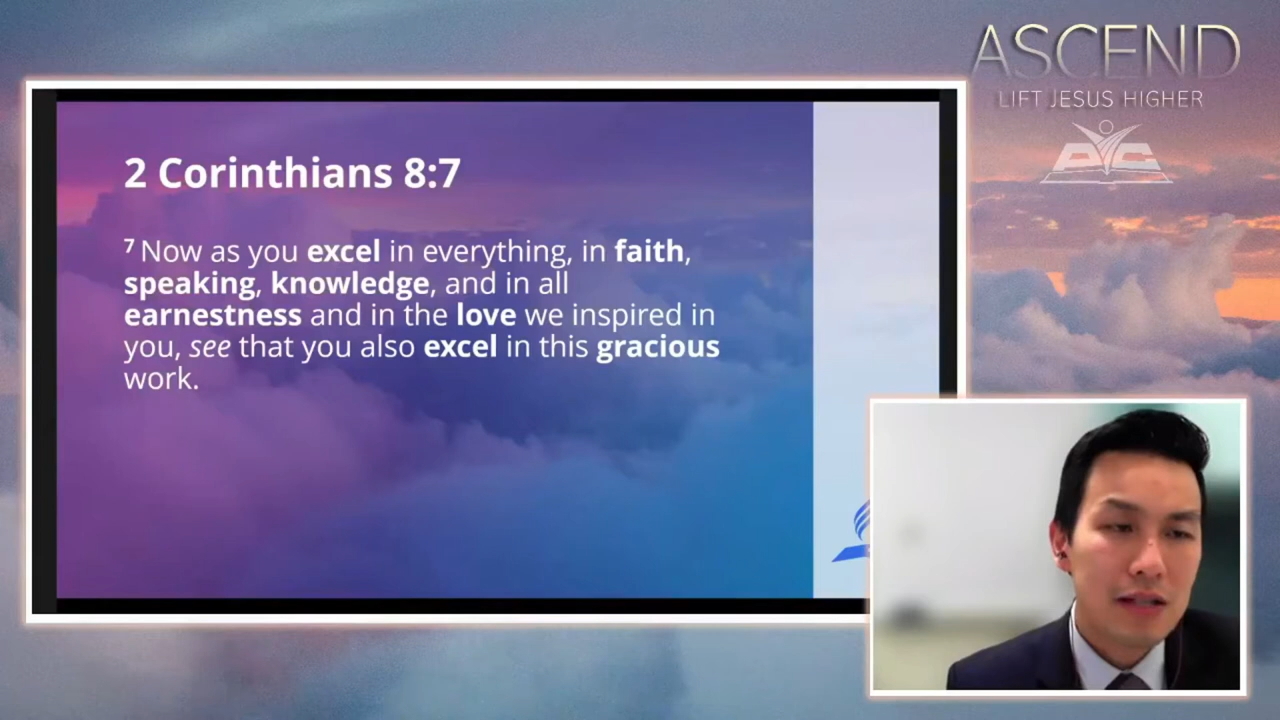 ASCEND
LIFT JESUS HIGHER
2 Corinthians 8:7
7 Now as you excel in everything, in faith,
speaking, knowledge, and in all
earnestness and in the love we inspired in
you, see that you also excel in this gracious
work.